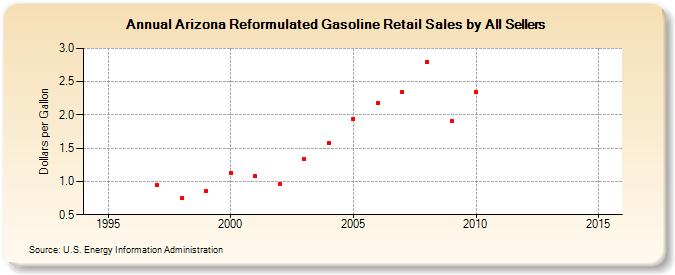 Annual Arizona Reformulated Gasoline Retail Sales by All Sellers
Dollars per Gallon
3.0
2.5
2.0
1.5
1.0
0.5
1995 2000 2005 2010 2015
Source: U.S. Energy Information Administration